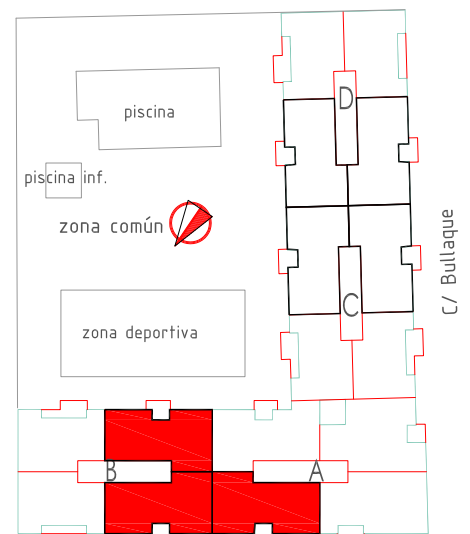 D
piscina
piscina inf.
zona común
C/ Bullaque
C
zona deportiva
B
A